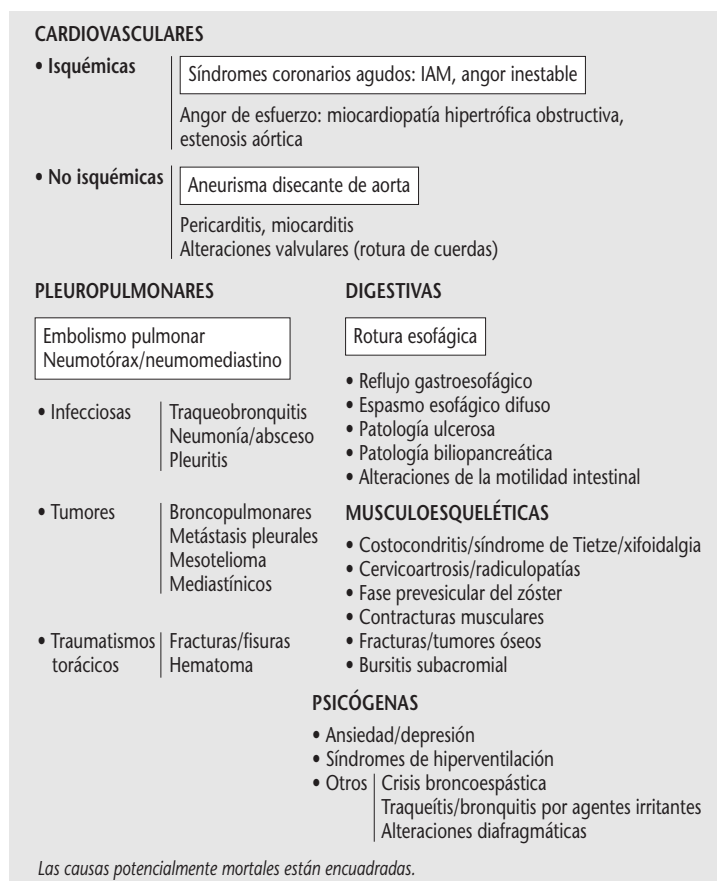 CARDIOVASCULARES
• Isquémicas
Síndromes coronarios agudos: IAM, angor inestable
Angor de esfuerzo: miocardiopatía hipertrófica obstructiva,
estenosis aórtica
• No isquémicas
Aneurisma disecante de aorta
Pericarditis, miocarditis
Alteraciones valvulares (rotura de cuerdas)
PLEUROPULMONARES
Embolismo pulmonar
Neumotórax/neumomediastino
• Infecciosas
Traqueobronquitis
Neumonía/absceso
Pleuritis
• Tumores
Broncopulmonares
Metástasis pleurales
Mesotelioma
Mediastínicos
• Traumatismos
torácicos
Fracturas/fisuras
Hematoma
DIGESTIVAS
Rotura esofágica
• Reflujo gastroesofágico
• Espasmo esofágico difuso
• Patología ulcerosa
• Patología biliopancreática
• Alteraciones de la motilidad intestinal
MUSCULOESQUELÉTICAS
• Costocondritis/síndrome de Tietze/xifoidalgia
• Cervicoartrosis/radiculopatías
• Fase prevesicular del zóster
• Contracturas musculares
• Fracturas/tumores óseos
• Bursitis subacromial
PSICÓGENAS
• Ansiedad/depresión
• Síndromes de hiperventilación
• Otros
Crisis broncoespástica
Traqueítis/bronquitis por agentes irritantes
Alteraciones diafragmáticas
Las causas potencialmente mortales están encuadradas.